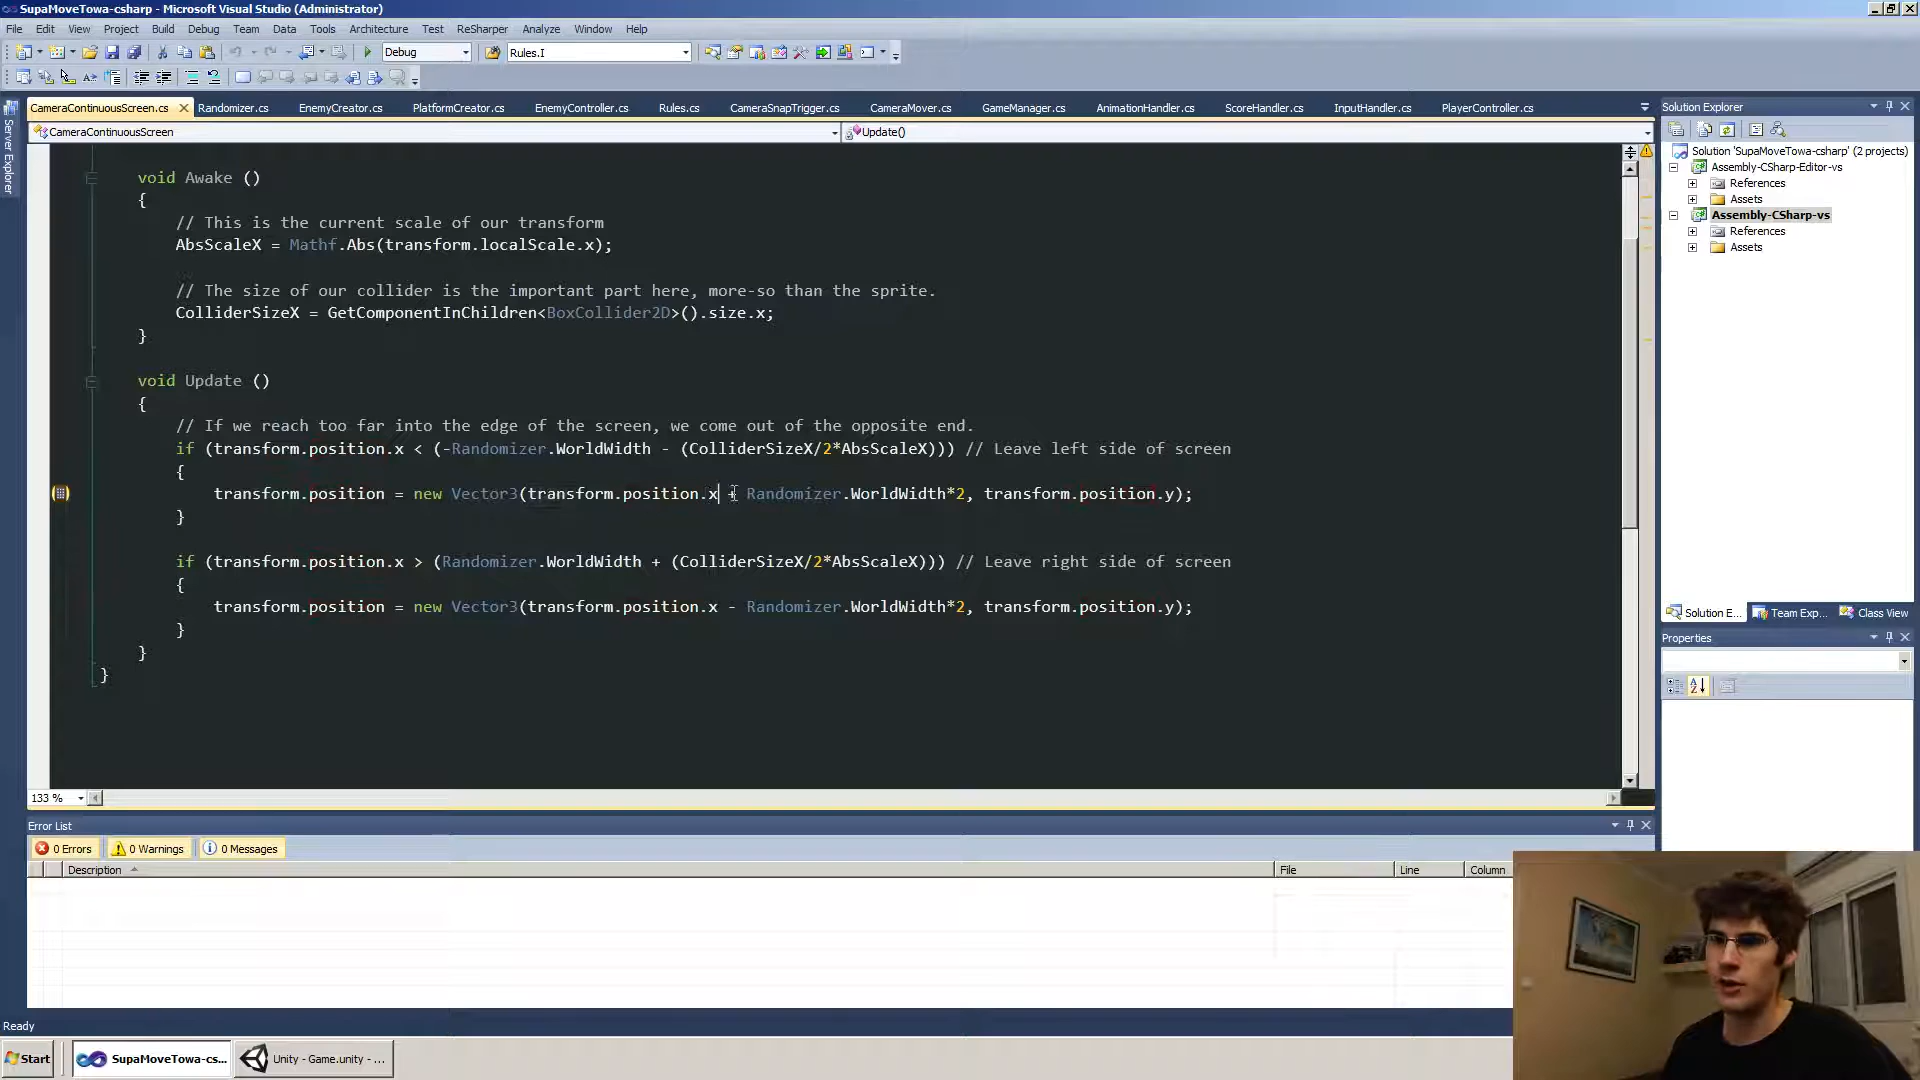 SupaMoveTowa-csharp - Microsoft Visual Studio (Administrator)
File Edit View Project Build Debug Team Data Tools Architecture Test ReSharper Analyze Window Help
Debug Rules.I
CameraContinuousScreen.cs Randomizer.cs EnemyCreator.cs PlatformCreator.cs EnemyController.cs Rules.cs CameraSnapTrigger.cs CameraMover.cs GameManager.cs AnimationHandler.cs ScoreHandler.cs InputHandler.cs PlayerController.cs
CameraContinuousScreen Update()
Server Explorer
void Awake ()
{
// This is the current scale of our transform
AbsScaleX = Mathf.Abs(transform.localScale.x);
// The size of our collider is the important part here, more-so than the sprite.
ColliderSizeX = GetComponentInChildren<BoxCollider2D>().size.x;
}
void Update ()
{
// If we reach too far into the edge of the screen, we come out of the opposite end.
if (transform.position.x < (-Randomizer.WorldWidth - (ColliderSizeX/2*AbsScaleX))) // Leave left side of screen
{
transform.position = new Vector3(transform.position.x + Randomizer.WorldWidth*2, transform.position.y);
}
if (transform.position.x > (Randomizer.WorldWidth + (ColliderSizeX/2*AbsScaleX))) // Leave right side of screen
{
transform.position = new Vector3(transform.position.x - Randomizer.WorldWidth*2, transform.position.y);
}
}
}
133 %
Solution Explorer
Solution 'SupaMoveTowa-csharp' (2 projects)
Assembly-CSharp-Editor-vs
References
Assets
Assembly-CSharp-vs
References
Assets
Solution E... Team Exp... Class View
Properties
Error List
0 Errors 0 Warnings 0 Messages
Description File Line Column
Ready
Start SupaMoveTowa-cs... Unity - Game.unity - ...